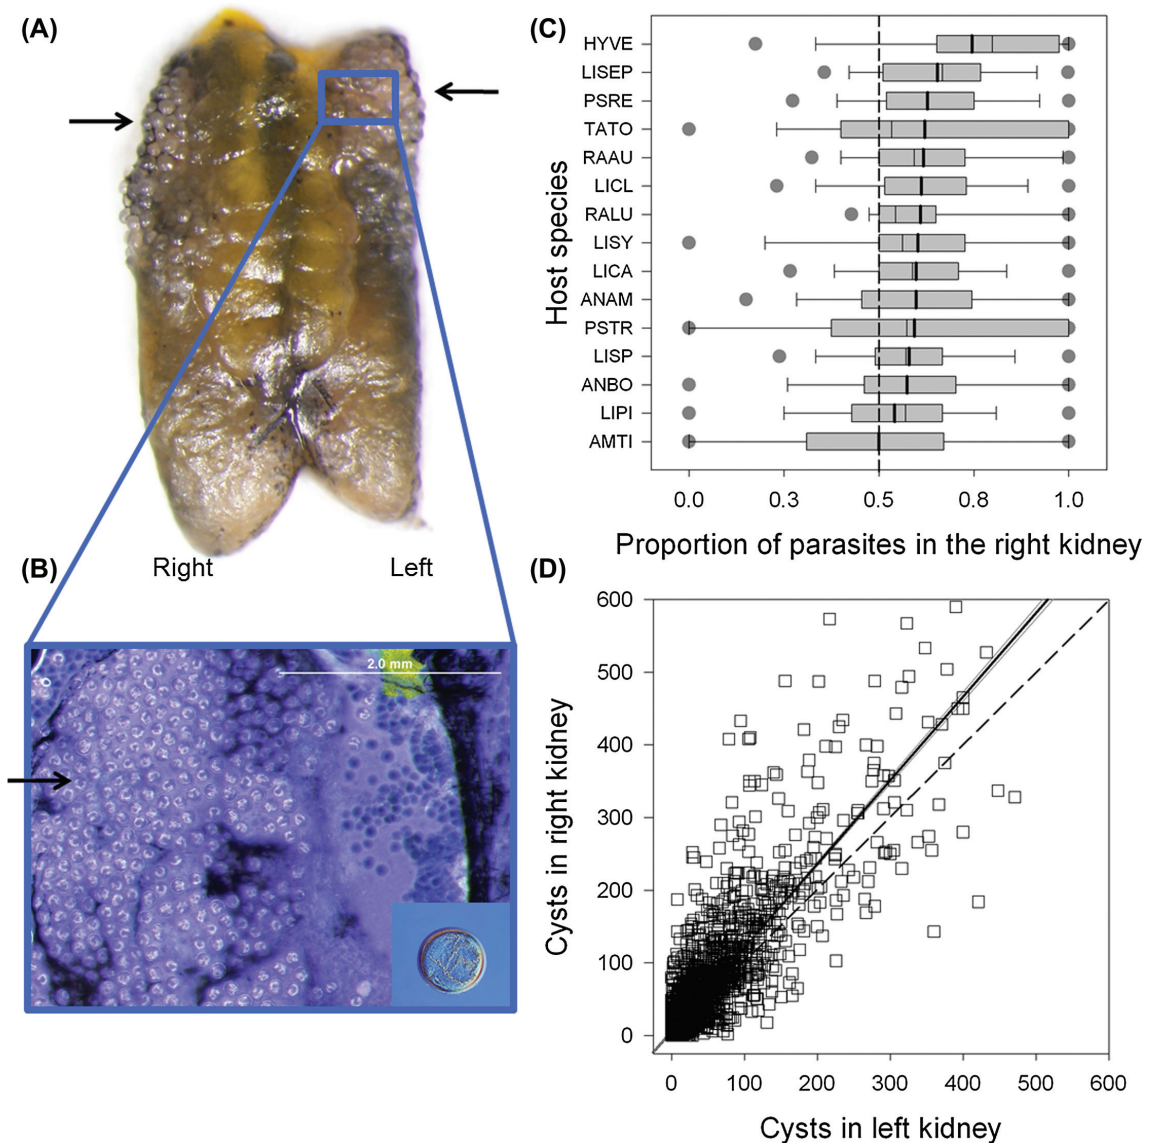 (A)
Right
Left
(B)
2.0 mm
(C)
Host species
HYVE
LISEP
PSRE
TATO
RAAU
LICL
RALU
LISY
LICA
ANAM
PSTR
LISP
ANBO
LIPI
AMTI
0.0 0.3 0.5 0.8 1.0
Proportion of parasites in the right kidney
(D)
Cysts in right kidney
600
500
400
300
200
100
0
0 100 200 300 400 500 600
Cysts in left kidney